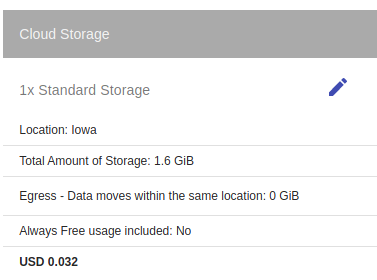 Cloud Storage
1x Standard Storage
Location: Iowa
Total Amount of Storage: 1.6 GiB
Egress - Data moves within the same location: 0 GiB
Always Free usage included: No
USD 0.032